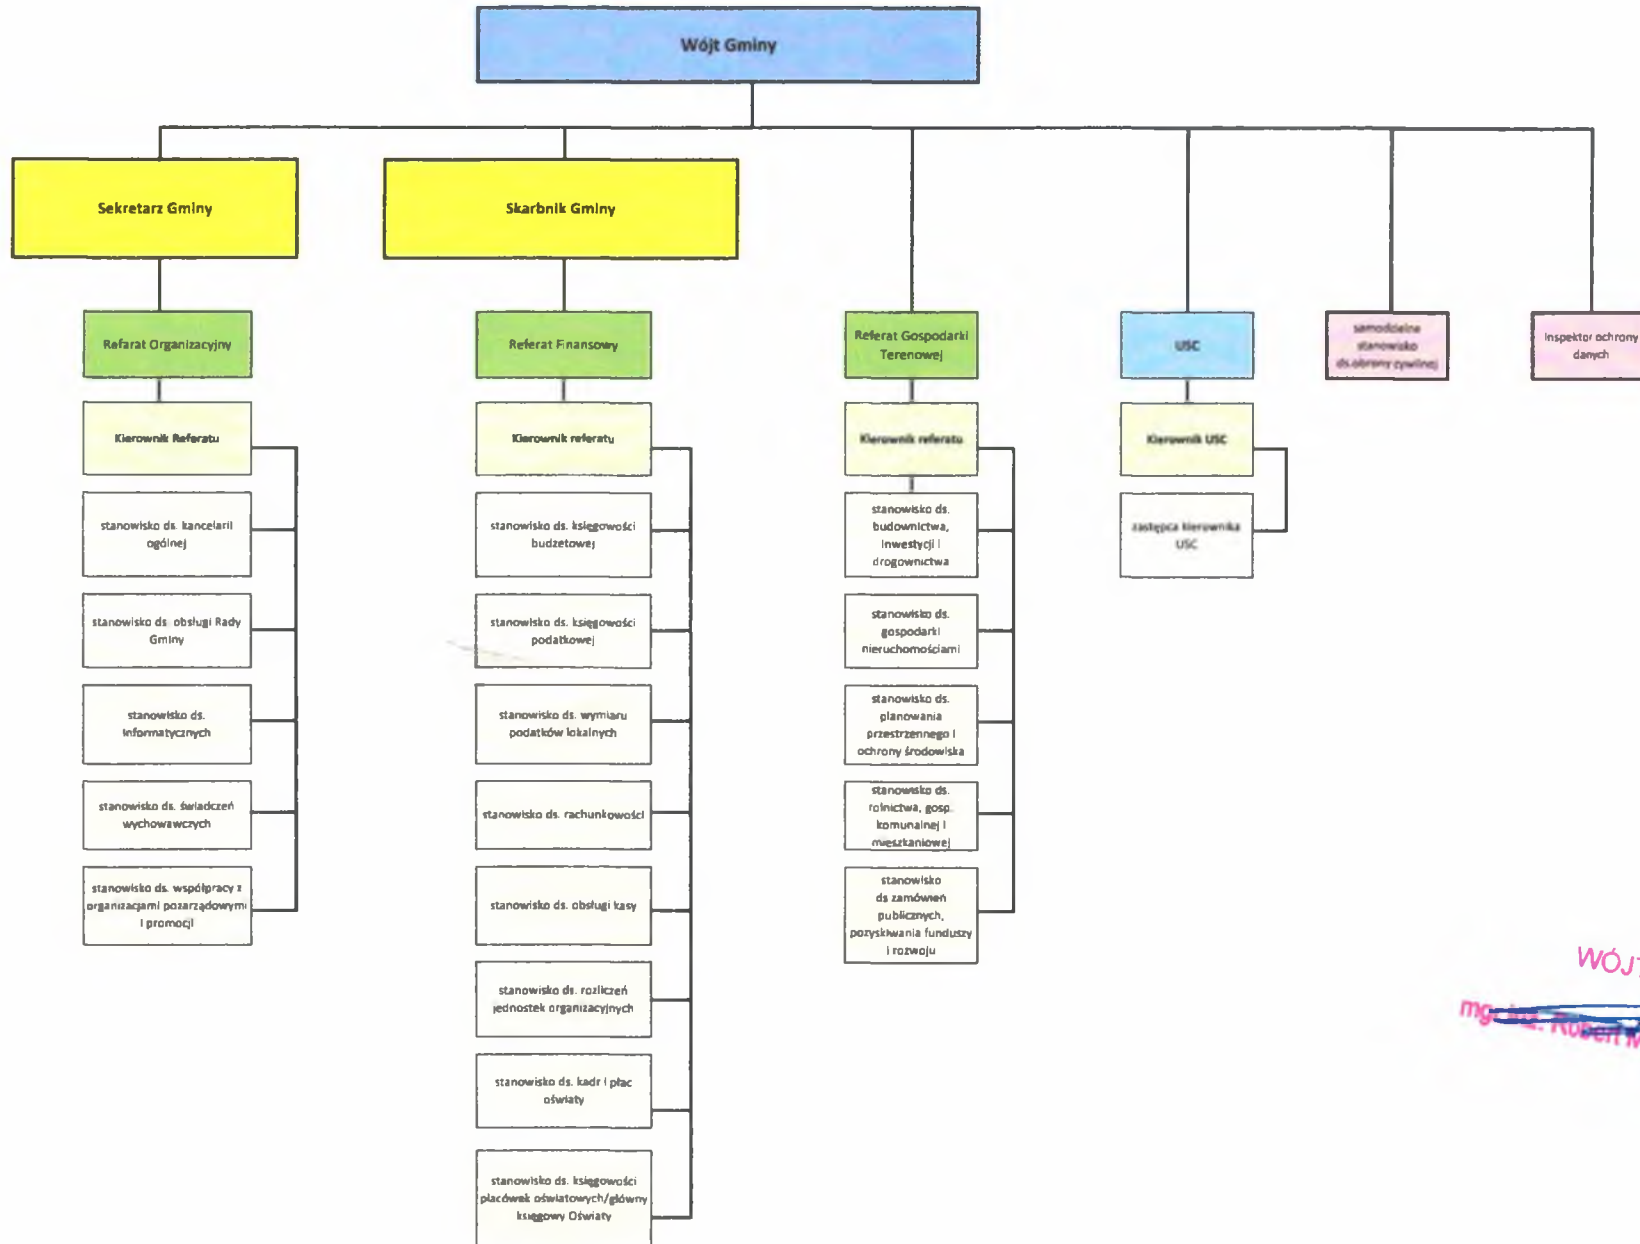 Wójt Gminy
Sekretarz Gminy
Skarbnik Gminy
Refarat Organizacyjny
Referat Finansowy
Referat Gospodarki
Terenowej
USC
samodzielne
stanowisko
ds.obrony cywilnej
Inspektor ochrony
danych
Kierownik Referatu
Kierownik referatu
Kierownik referatu
Kierownik USC
stanowisko ds. kancelarii
ogólnej
stanowisko ds. obsługi Rady
Gminy
stanowisko ds.
informatycznych
stanowisko ds. świadczeń
wychowawczych
stanowisko ds. współpracy z
organizacjami pozarządowymi
i promocji
stanowisko ds. księgowości
budzetowej
stanowisko ds. księgowości
podatkowej
stanowisko ds. wymiaru
podatków lokalnych
stanowisko ds. rachunkowości
stanowisko ds. obsługi kasy
stanowisko ds. rozliczeń
jednostek organizacyjnych
stanowisko ds. kadr i płac
oświaty
stanowisko ds. księgowości
placówek oświatowych/główny
księgowy Oświaty
stanowisko ds.
budownictwa,
inwestycji i
drogownictwa
stanowisko ds.
gospodarki
nieruchomościami
stanowisko ds.
planowania
przestrzennego i
ochrony środowiska
stanowisko ds.
rolnictwa, gosp.
komunalnej i
mieszkaniowej
stanowisko
ds zamówień
publicznych,
pozyskiwania funduszy
i rozwoju
zastępca kierownika
USC
WÓJT
mgr inż. Robert M